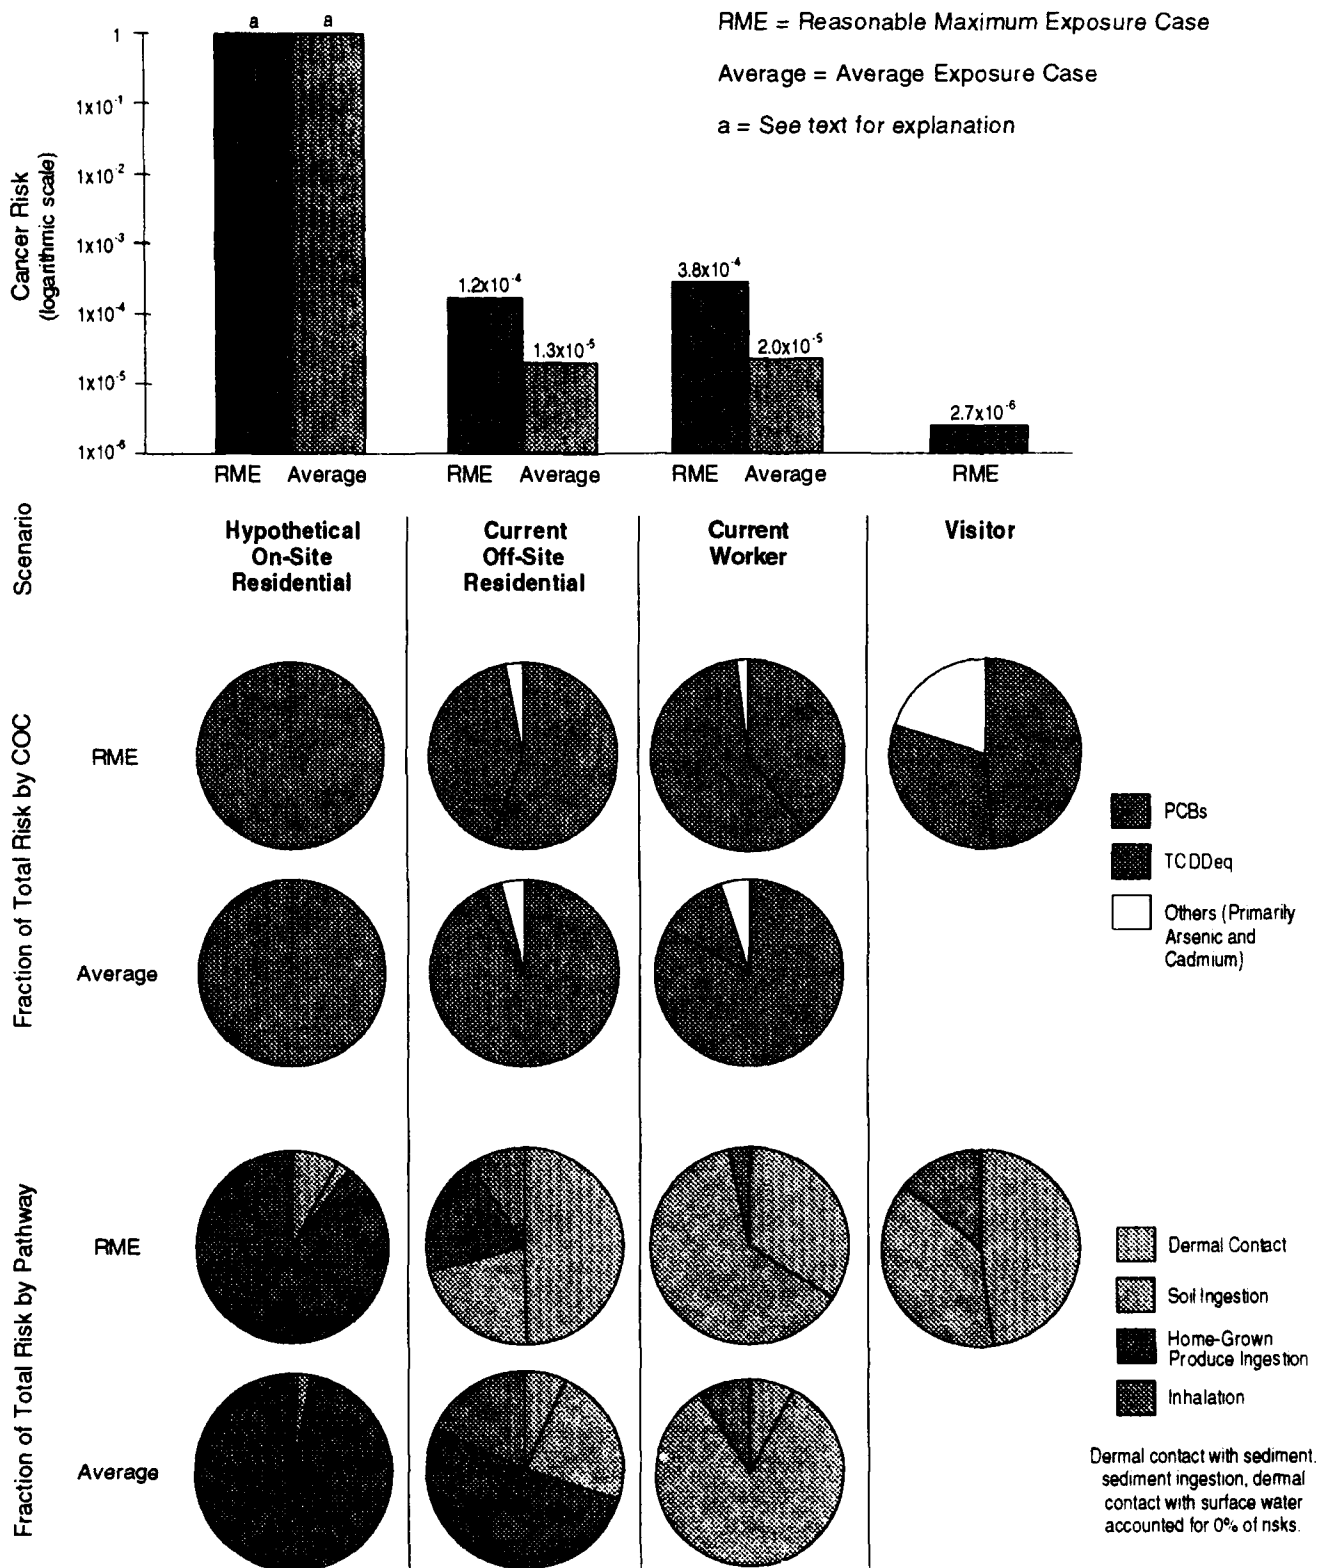 a a
RME = Reasonable Maximum Exposure Case
Average = Average Exposure Case
a = See text for explanation
Cancer Risk
(logarithmic scale)
1
1x10⁻¹
1x10⁻²
1x10⁻³
1x10⁻⁴
1x10⁻⁵
1x10⁻⁶
1.2x10⁻⁴
1.3x10⁻⁵
3.8x10⁻⁴
2.0x10⁻⁵
2.7x10⁻⁶
RME Average RME Average RME Average RME
Scenario
Hypothetical
On-Site
Residential
Current
Off-Site
Residential
Current
Worker
Visitor
Fraction of Total Risk by COC
RME
Average
PCBs
TCDDeq
Others (Primarily
Arsenic and
Cadmium)
Fraction of Total Risk by Pathway
RME
Average
Dermal Contact
Soil Ingestion
Home-Grown
Produce Ingestion
Inhalation
Dermal contact with sediment.
sediment ingestion, dermal
contact with surface water
accounted for 0% of risks.